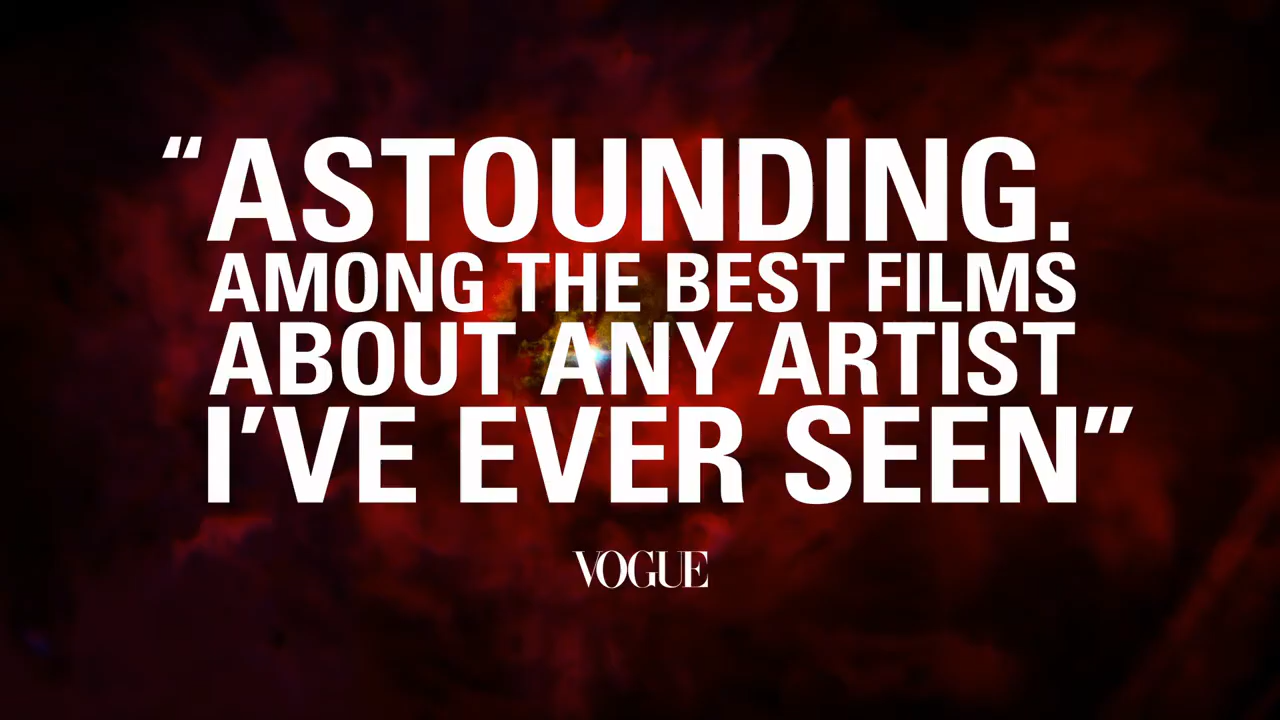 “ASTOUNDING.
AMONG THE BEST FILMS
ABOUT ANY ARTIST
I’VE EVER SEEN”
VOGUE